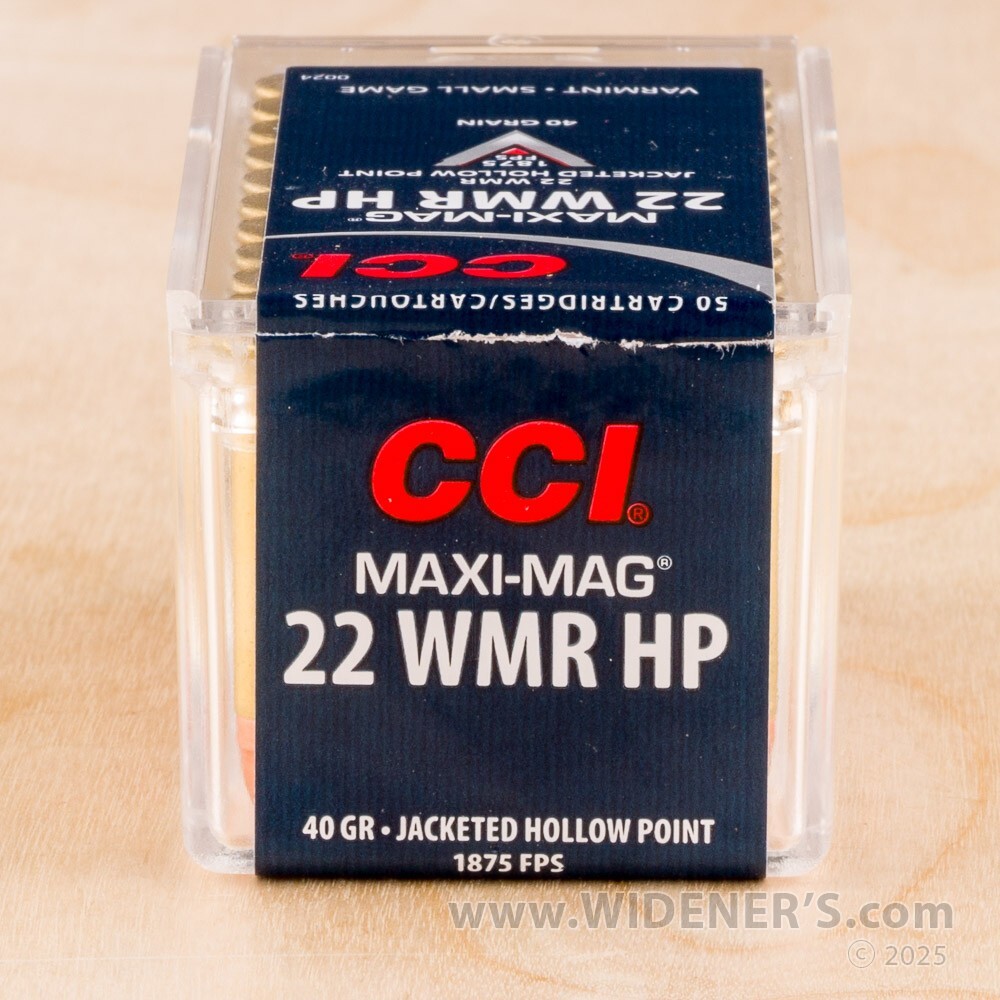 0024
VARMINT • SMALL GAME
40 GRAIN
1875
FPS
22 WMR
JACKETED HOLLOW POINT
MAXI-MAG®
22 WMR HP
CCI®
50 CARTRIDGES/CARTOUCHES
CCI®
MAXI-MAG®
22 WMR HP
40 GR • JACKETED HOLLOW POINT
1875 FPS
www.WIDENER'S.com
© 2025